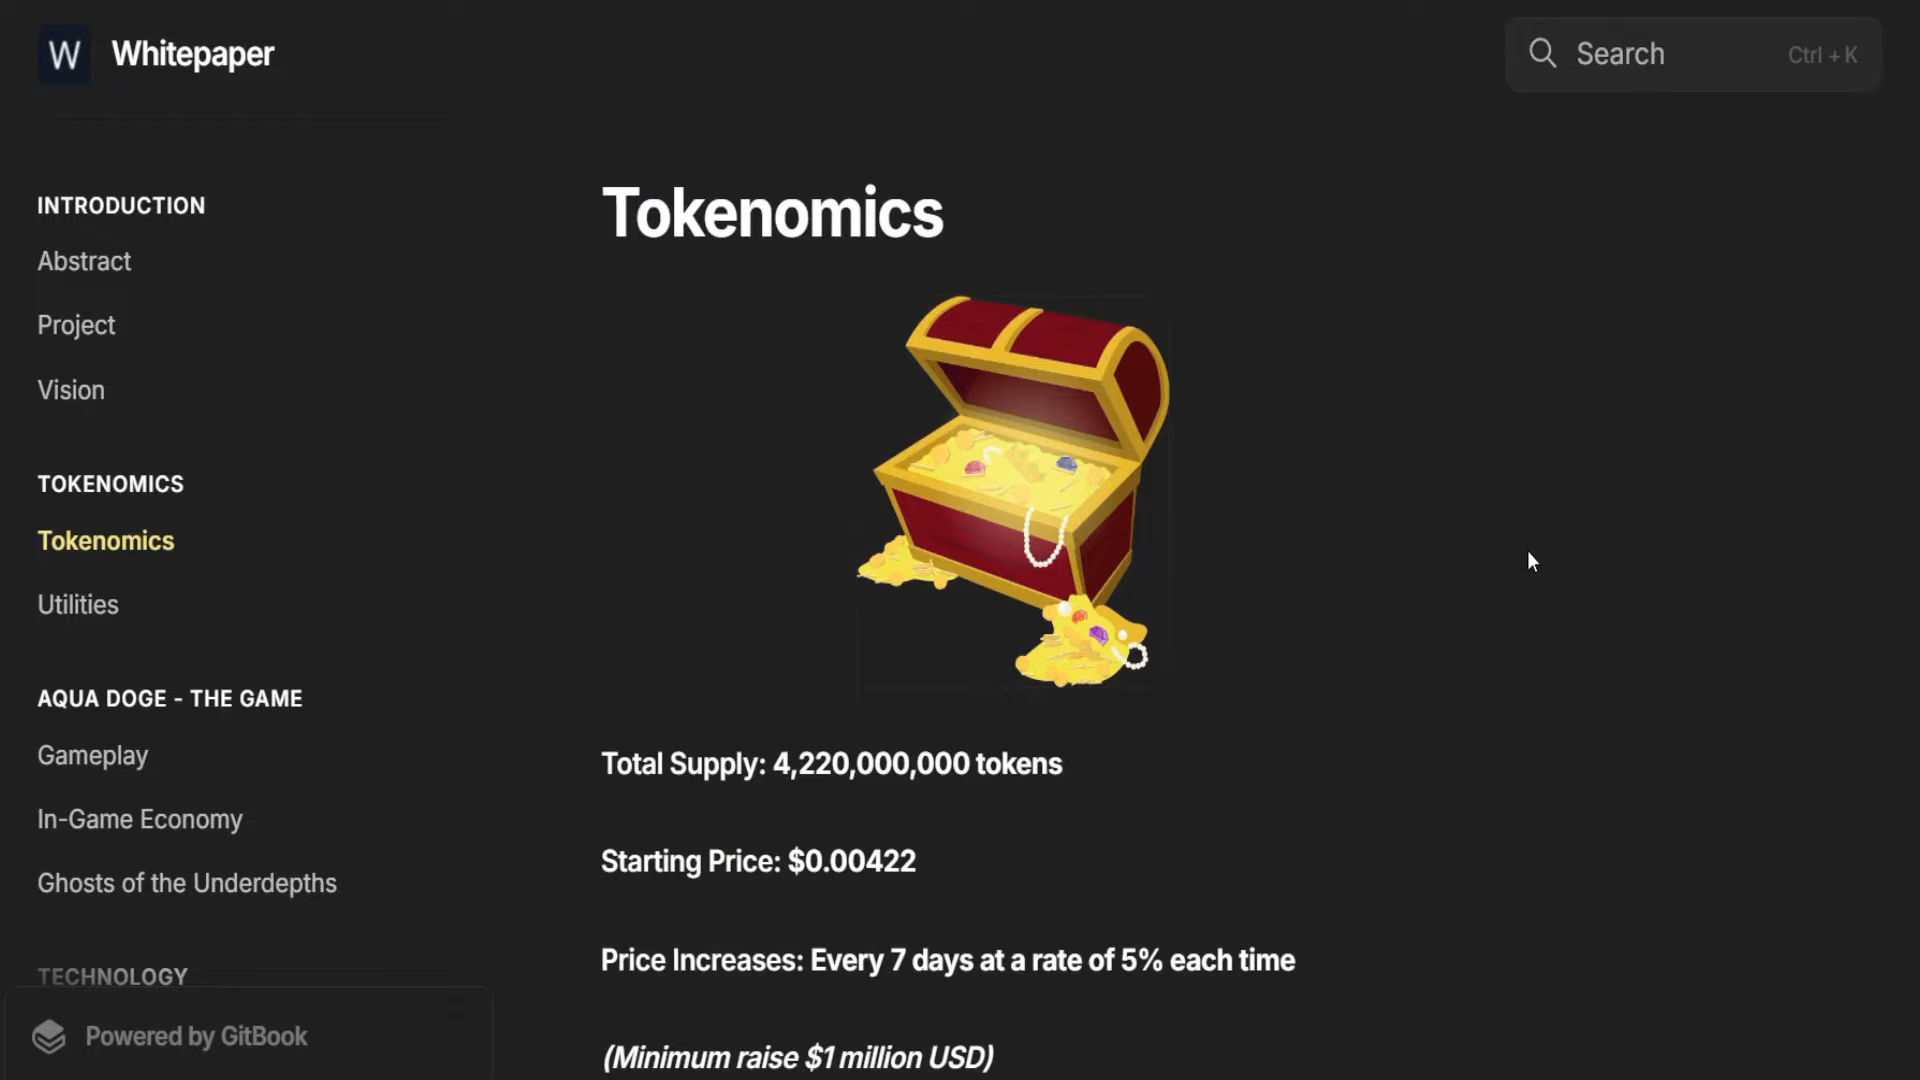 W Whitepaper
Search Ctrl + K
INTRODUCTION
Abstract
Project
Vision
TOKENOMICS
Tokenomics
Utilities
AQUA DOGE - THE GAME
Gameplay
In-Game Economy
Ghosts of the Underdepths
TECHNOLOGY
Powered by GitBook
Tokenomics
Total Supply: 4,220,000,000 tokens
Starting Price: $0.00422
Price Increases: Every 7 days at a rate of 5% each time
(Minimum raise $1 million USD)